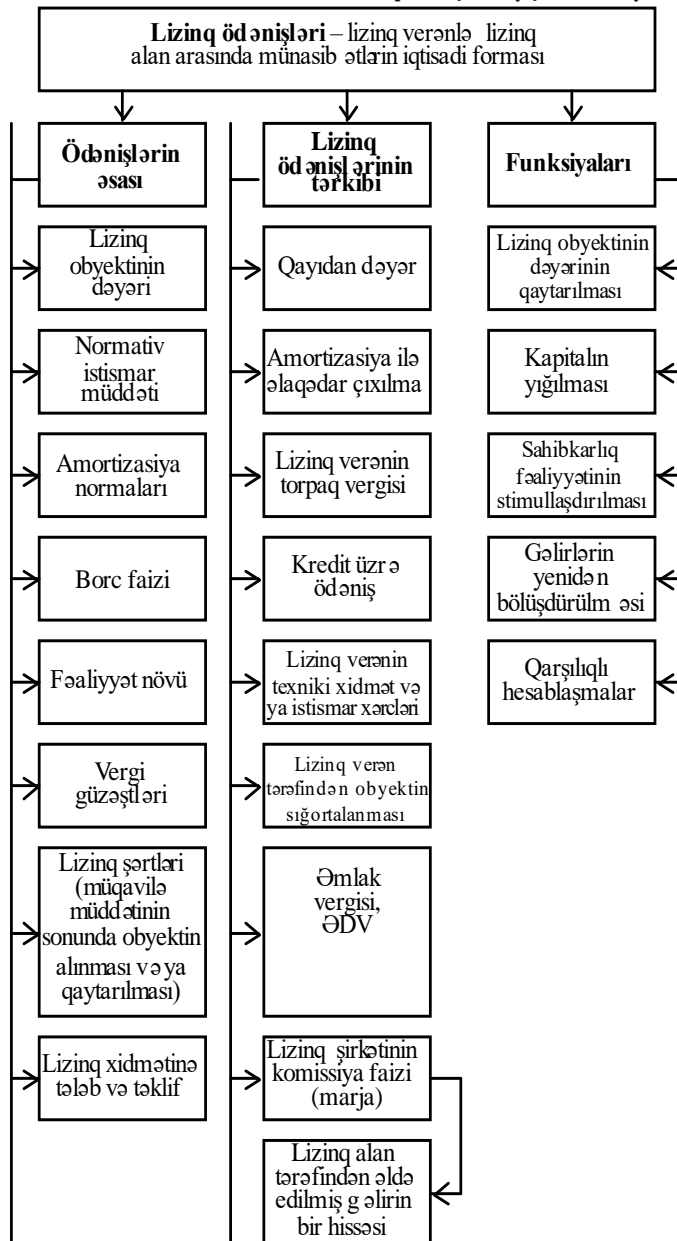 Lizinq ödənişləri – lizinq verənlə lizinq
alan arasında münasibətlərin iqtisadi forması
Ödənişlərin
əsası
Lizinq
obyektinin
dəyəri
Normativ
istismar
müddəti
Amortizasiya
normaları
Borc faizi
Fəaliyyət növü
Vergi
güzəştləri
Lizinq şərtləri
(müqavilə
müddətinin
sonunda obyektin
alınması və ya
qaytarılması)
Lizinq xidmətinə
tələb və təklif
Lizinq
ödənişlərinin
tərkibi
Qayıdan dəyər
Amortizasiya ilə
əlaqədar çıxılma
Lizinq verənin
torpaq vergisi
Kredit üzrə
ödəniş
Lizinq verənin
texniki xidmət və
ya istismar xərcləri
Lizinq verən
tərəfindən obyektin
sığortalanması
Əmlak
vergisi,
ƏDV
Lizinq şirkətinin
komissiya faizi
(marja)
Lizinq alan
tərəfindən əldə
edilmiş gəlirin
bir hissəsi
Funksiyaları
Lizinq obyektinin
dəyərinin
qaytarılması
Kapitalın
yığılması
Sahibkarlıq
fəaliyyətinin
stimullaşdırılması
Gəlirlərin
yenidən
bölüşdürülməsi
Qarşılıqlı
hesablaşmalar